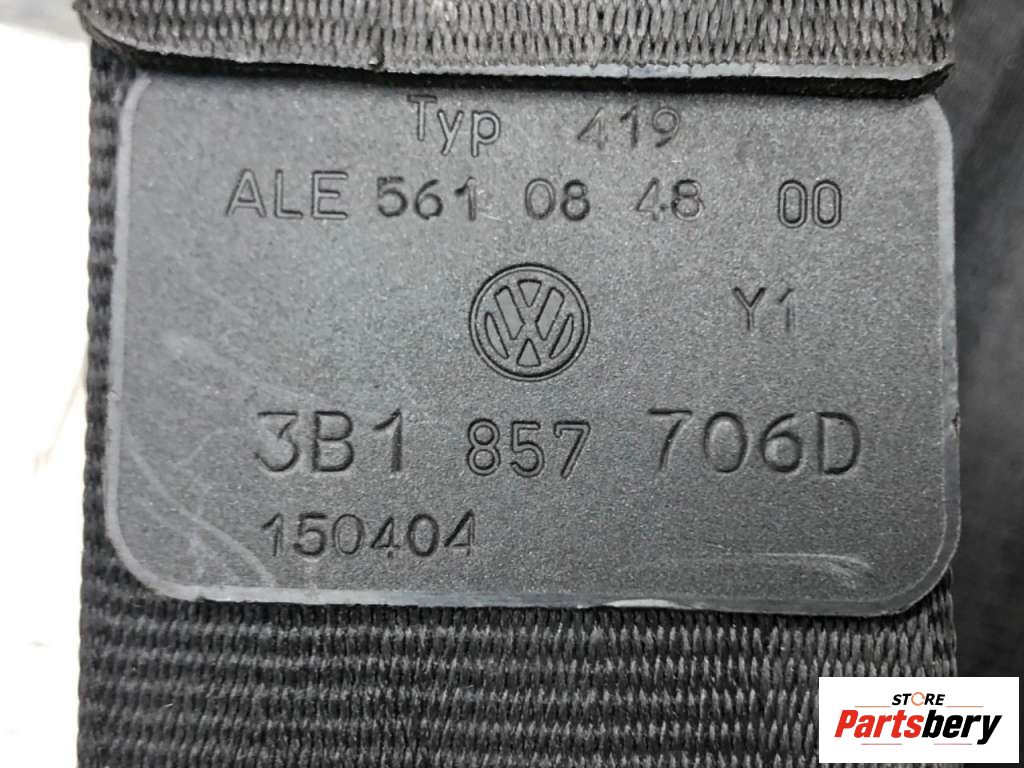 Typ 419
ALE 561 08 48 00
Y1
3B1 857 706D
150404
STORE
Partsbery